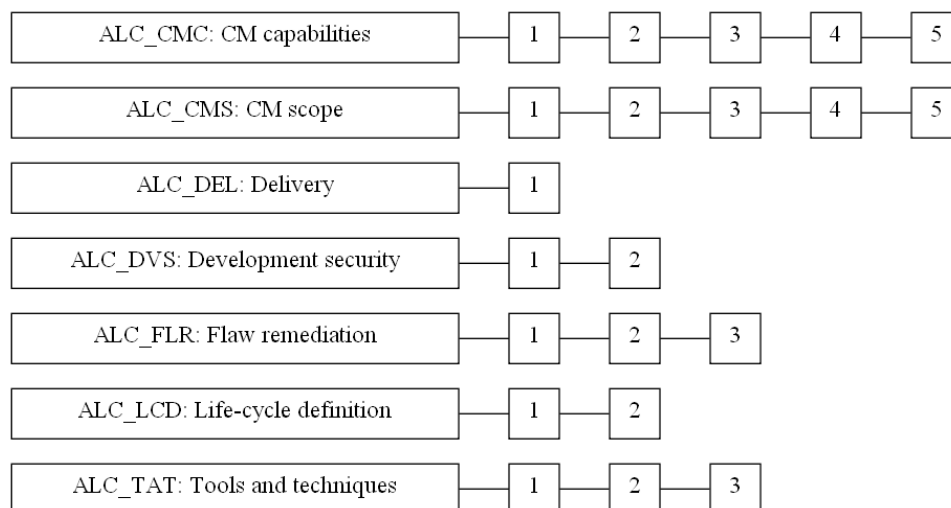 ALC_CMC: CM capabilities 1 2 3 4 5
ALC_CMS: CM scope 1 2 3 4 5
ALC_DEL: Delivery 1
ALC_DVS: Development security 1 2
ALC_FLR: Flaw remediation 1 2 3
ALC_LCD: Life-cycle definition 1 2
ALC_TAT: Tools and techniques 1 2 3